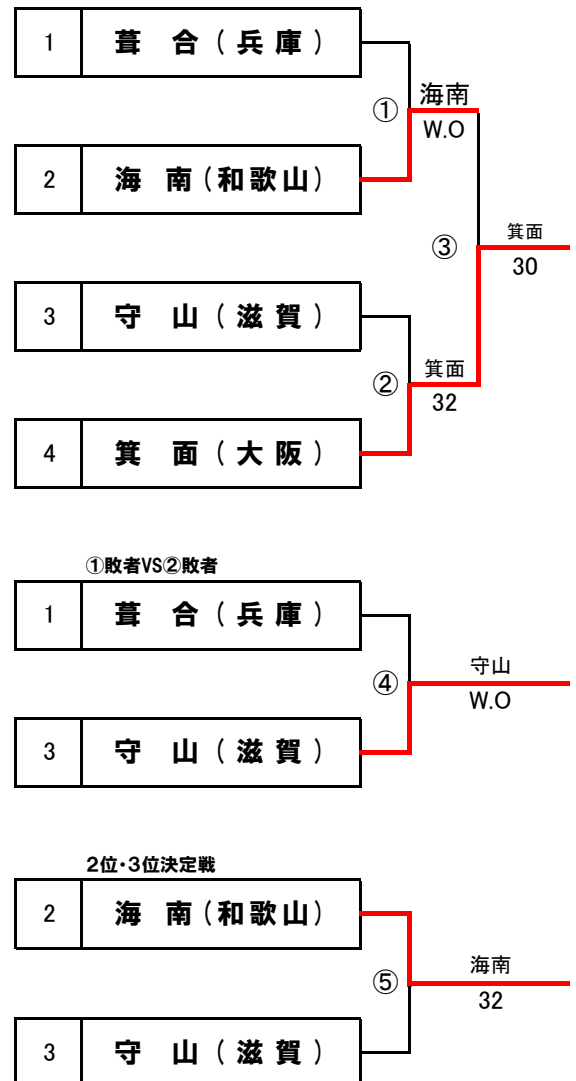 1 葺 合 ( 兵 庫 )
① 海南
W.O
2 海 南 (和歌山)
③ 箕面
30
3 守 山 ( 滋 賀 )
② 箕面
32
4 箕 面 ( 大 阪 )
①敗者VS②敗者
1 葺 合 ( 兵 庫 )
④ 守山
W.O
3 守 山 ( 滋 賀 )
2位・3位決定戦
2 海 南 (和歌山)
⑤ 海南
32
3 守 山 ( 滋 賀 )